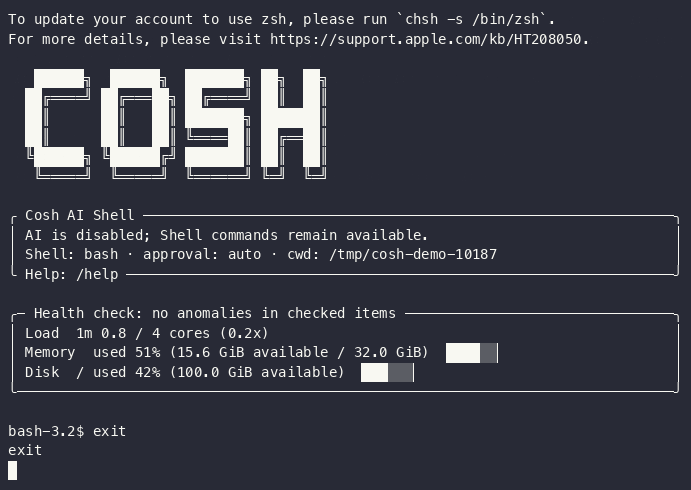 To update your account to use zsh, please run `chsh -s /bin/zsh`.
For more details, please visit https://support.apple.com/kb/HT208050.
COSH
Cosh AI Shell
AI is disabled; Shell commands remain available.
Shell: bash · approval: auto · cwd: /tmp/cosh-demo-10187
Help: /help
Health check: no anomalies in checked items
Load  1m 0.8 / 4 cores (0.2x)
Memory  used 51% (15.6 GiB available / 32.0 GiB)
Disk  / used 42% (100.0 GiB available)
bash-3.2$ exit
exit